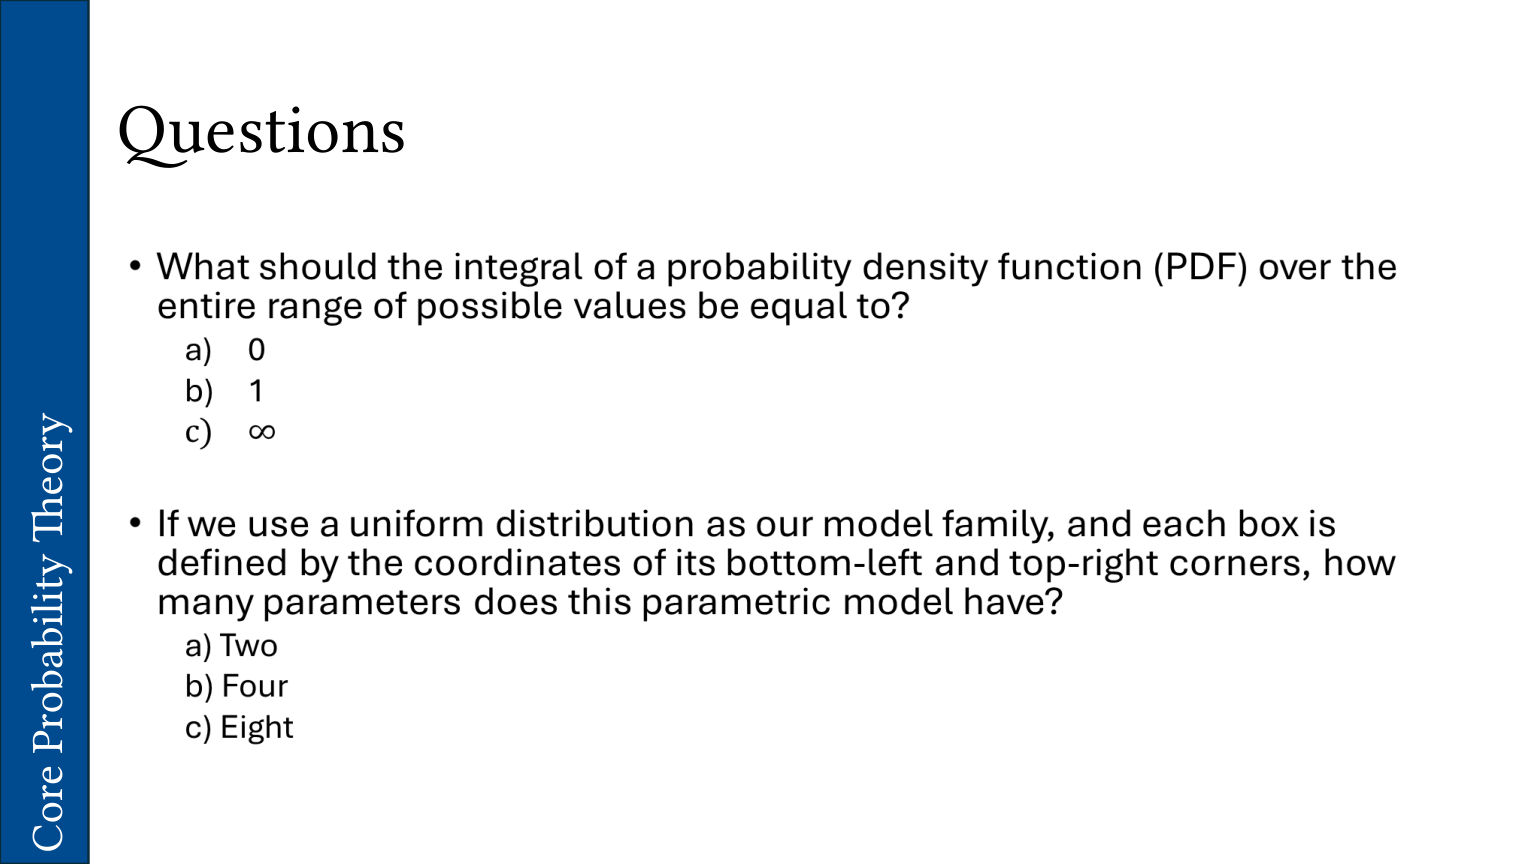 Questions
• What should the integral of a probability density function (PDF) over the
entire range of possible values be equal to?
a) 0
b) 1
c) ∞
• If we use a uniform distribution as our model family, and each box is
defined by the coordinates of its bottom-left and top-right corners, how
many parameters does this parametric model have?
a) Two
b) Four
c) Eight
Core Probability Theory